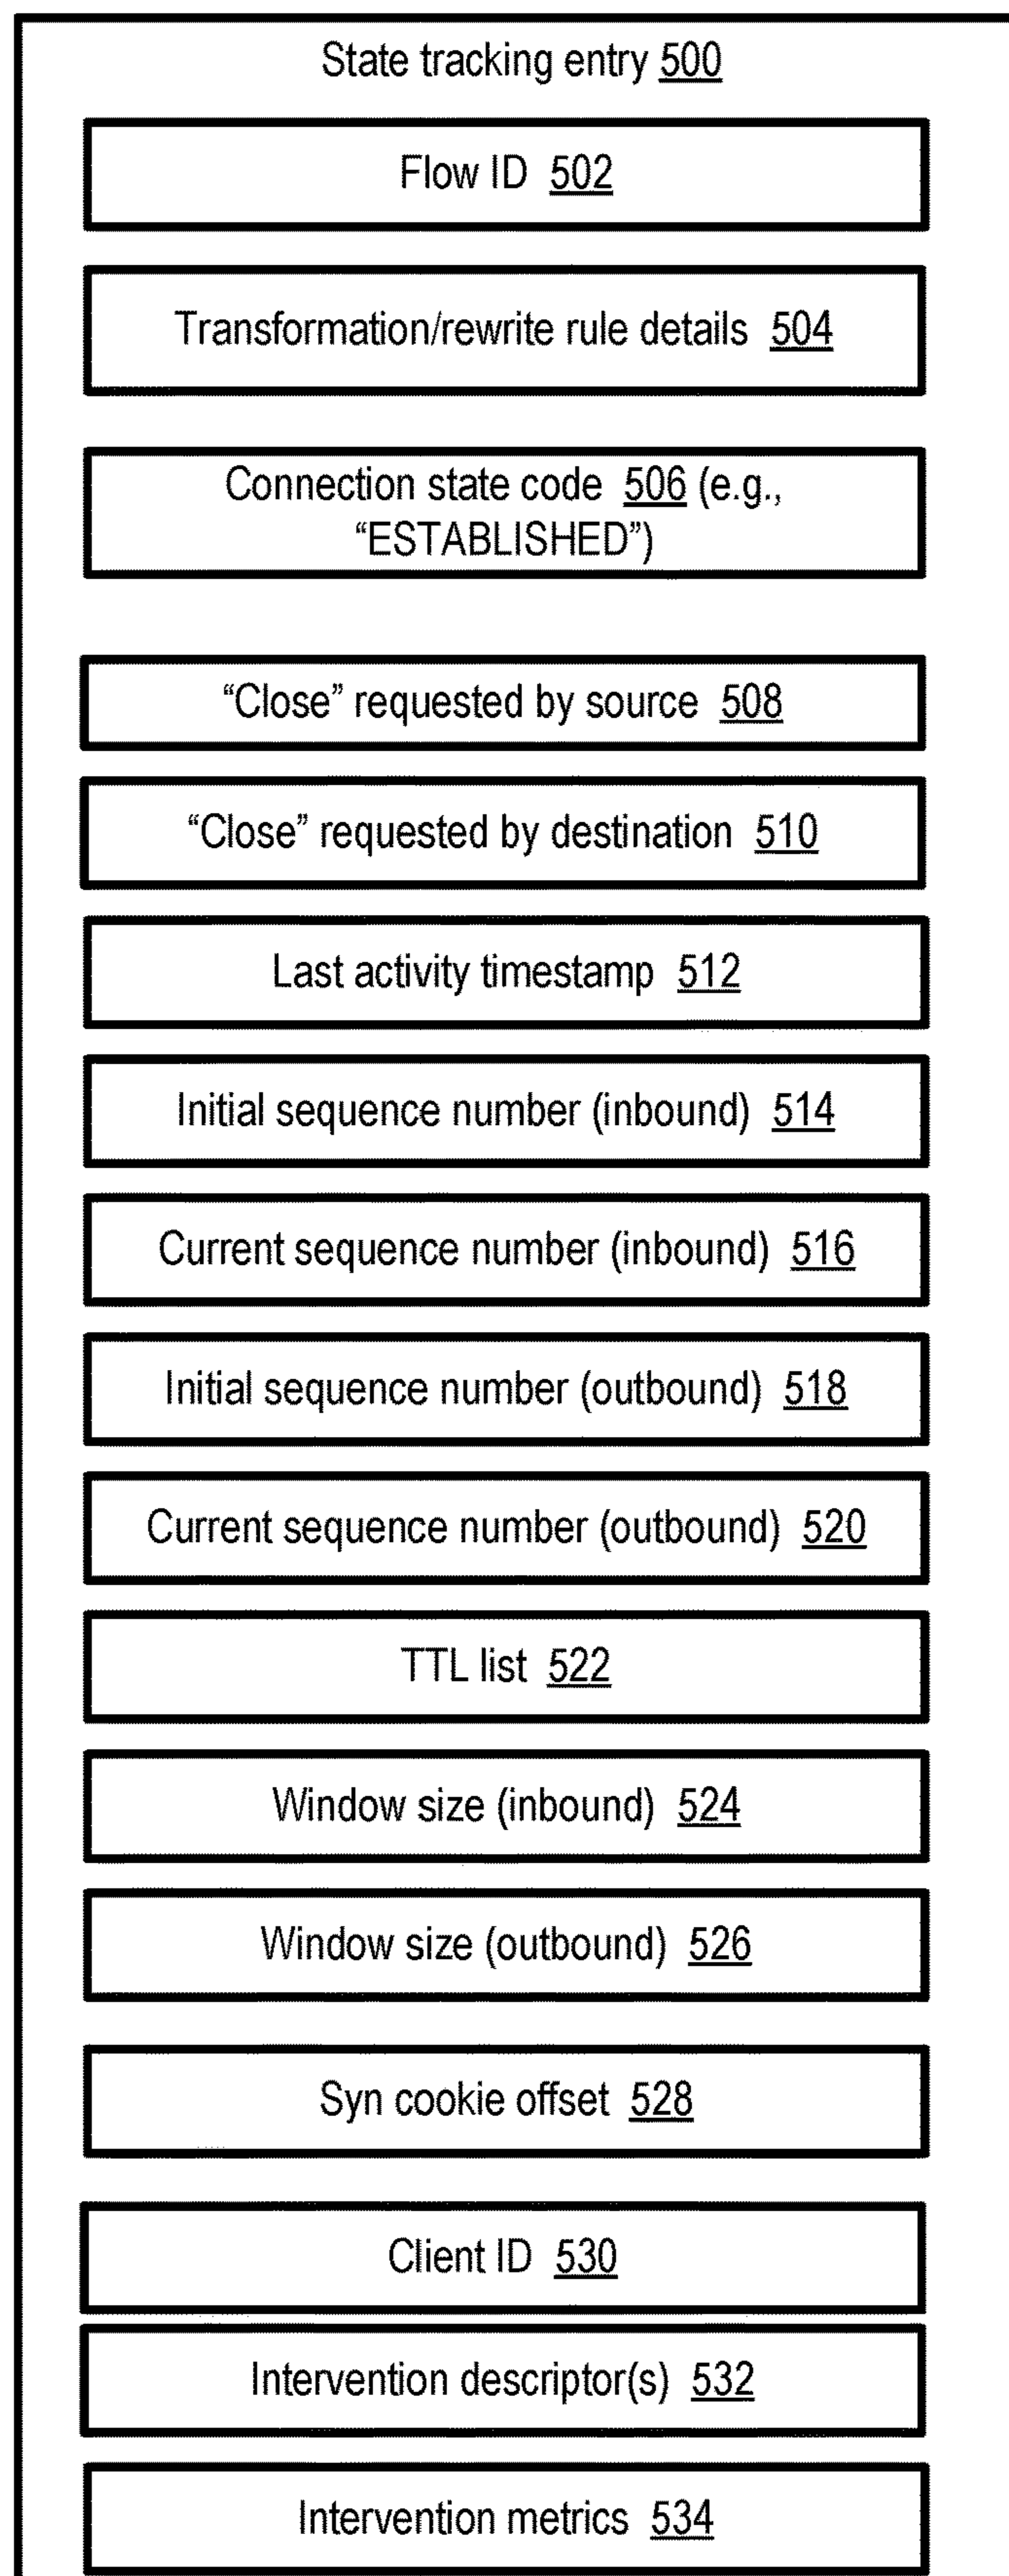 State tracking entry 500
Flow ID 502
Transformation/rewrite rule details 504
Connection state code 506 (e.g.,
“ESTABLISHED”)
“Close” requested by source 508
“Close” requested by destination 510
Last activity timestamp 512
Initial sequence number (inbound) 514
Current sequence number (inbound) 516
Initial sequence number (outbound) 518
Current sequence number (outbound) 520
TTL list 522
Window size (inbound) 524
Window size (outbound) 526
Syn cookie offset 528
Client ID 530
Intervention descriptor(s) 532
Intervention metrics 534